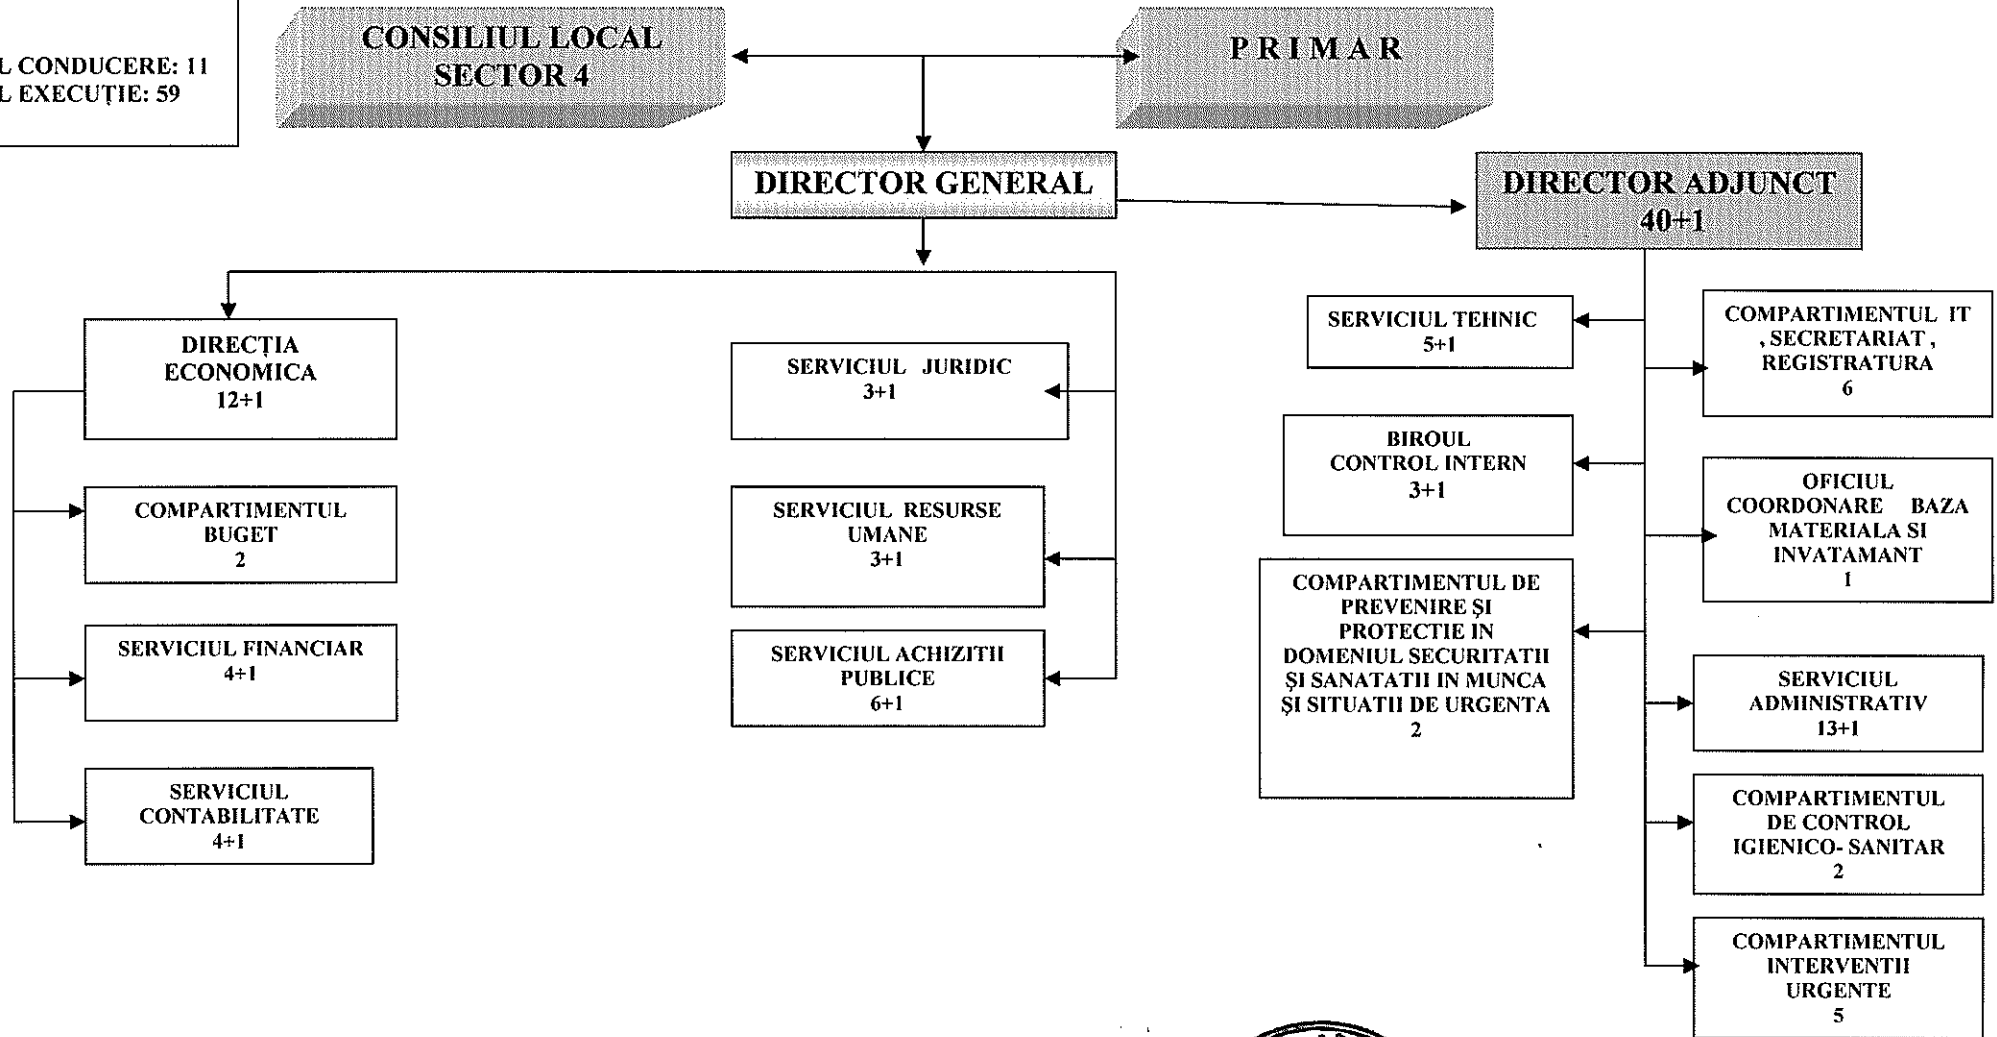 L CONDUCERE: 11
L EXECUȚIE: 59
CONSILIUL LOCAL
SECTOR 4
P R I M A R
DIRECTOR GENERAL
DIRECTOR ADJUNCT
40+1
DIRECȚIA
ECONOMICA
12+1
COMPARTIMENTUL
BUGET
2
SERVICIUL FINANCIAR
4+1
SERVICIUL
CONTABILITATE
4+1
SERVICIUL JURIDIC
3+1
SERVICIUL RESURSE
UMANE
3+1
SERVICIUL ACHIZITII
PUBLICE
6+1
SERVICIUL TEHNIC
5+1
BIROUL
CONTROL INTERN
3+1
COMPARTIMENTUL DE
PREVENIRE ȘI
PROTECTIE IN
DOMENIUL SECURITATII
ȘI SANATATII IN MUNCA
ȘI SITUATII DE URGENTA
2
COMPARTIMENTUL IT
, SECRETARIAT ,
REGISTRATURA
6
OFICIUL
COORDONARE BAZA
MATERIALA SI
INVATAMANT
1
SERVICIUL
ADMINISTRATIV
13+1
COMPARTIMENTUL
DE CONTROL
IGIENICO- SANITAR
2
COMPARTIMENTUL
INTERVENTII
URGENTE
5